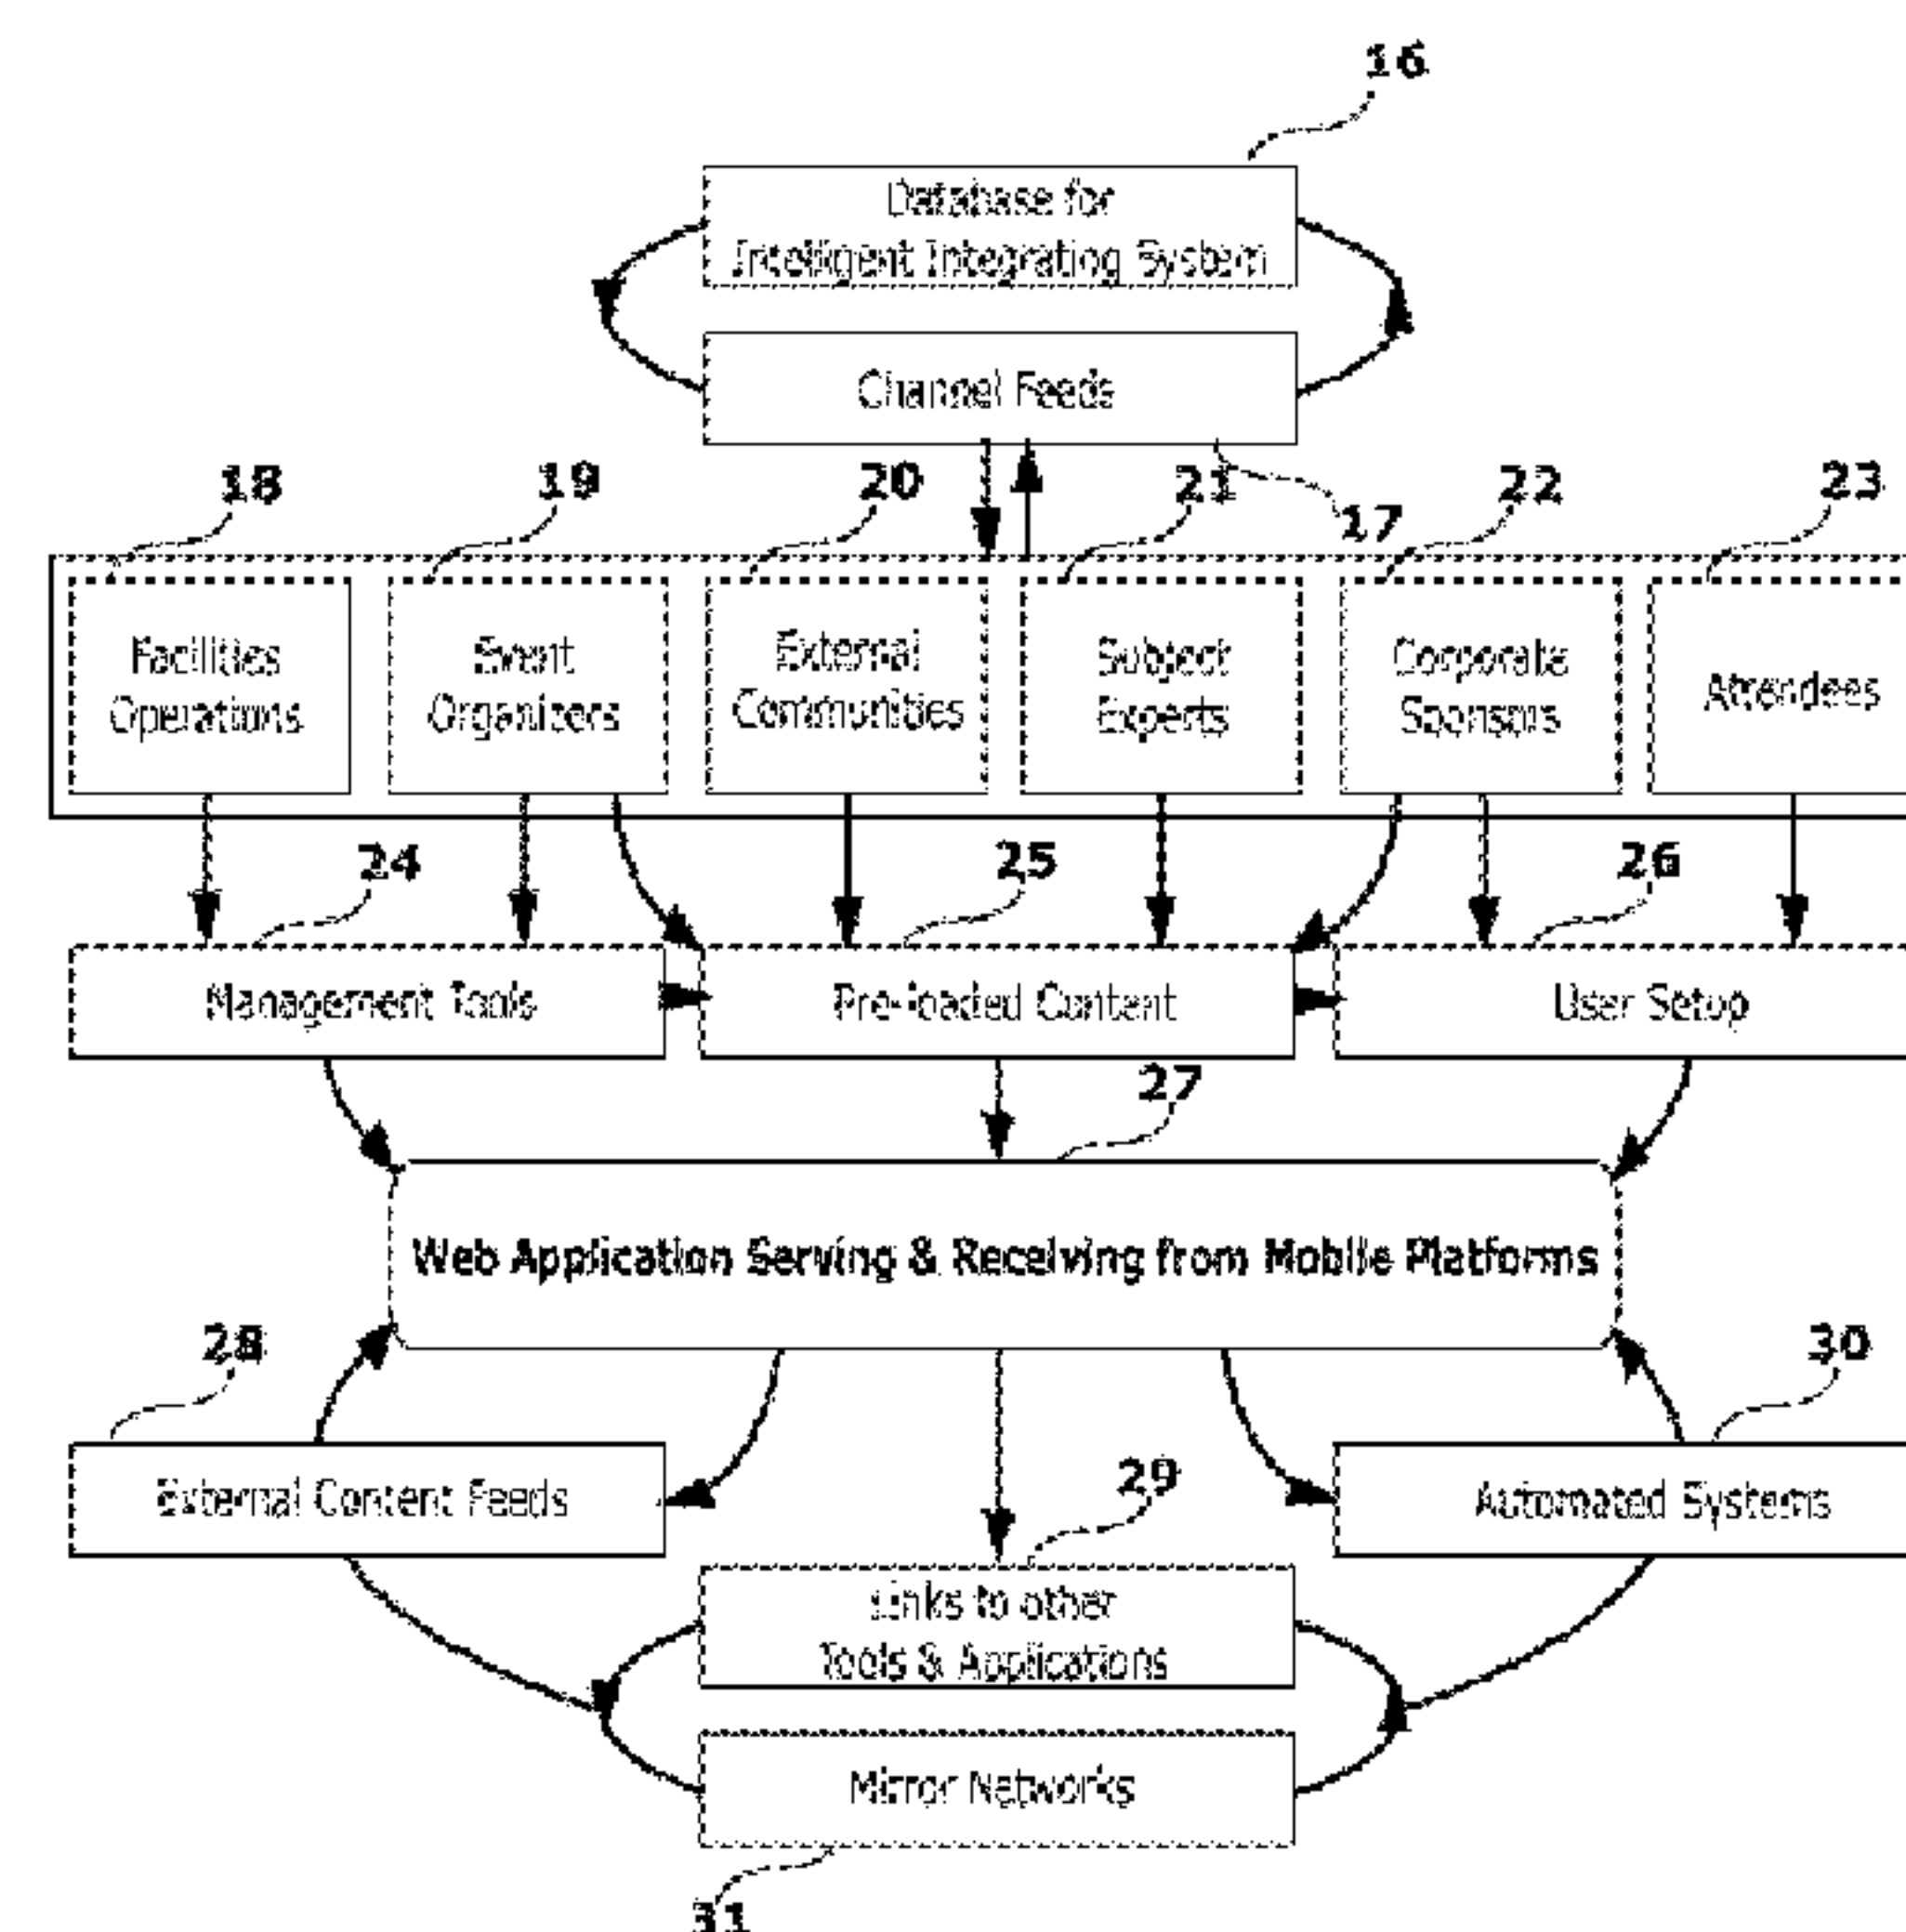 16
Database for
Intelligent Integrating System
Channel Feeds
18
19
20
21
17
22
23
Facilities
Operations
Event
Organizers
External
Communities
Subject
Experts
Corporate
Sponsors
Attendees
24
25
26
Management Tools
Pre-loaded Content
User Setup
27
Web Application Serving & Receiving from Mobile Platforms
28
30
External Content Feeds
29
Automated Systems
Links to other
Tools & Applications
Mirror Networks
31